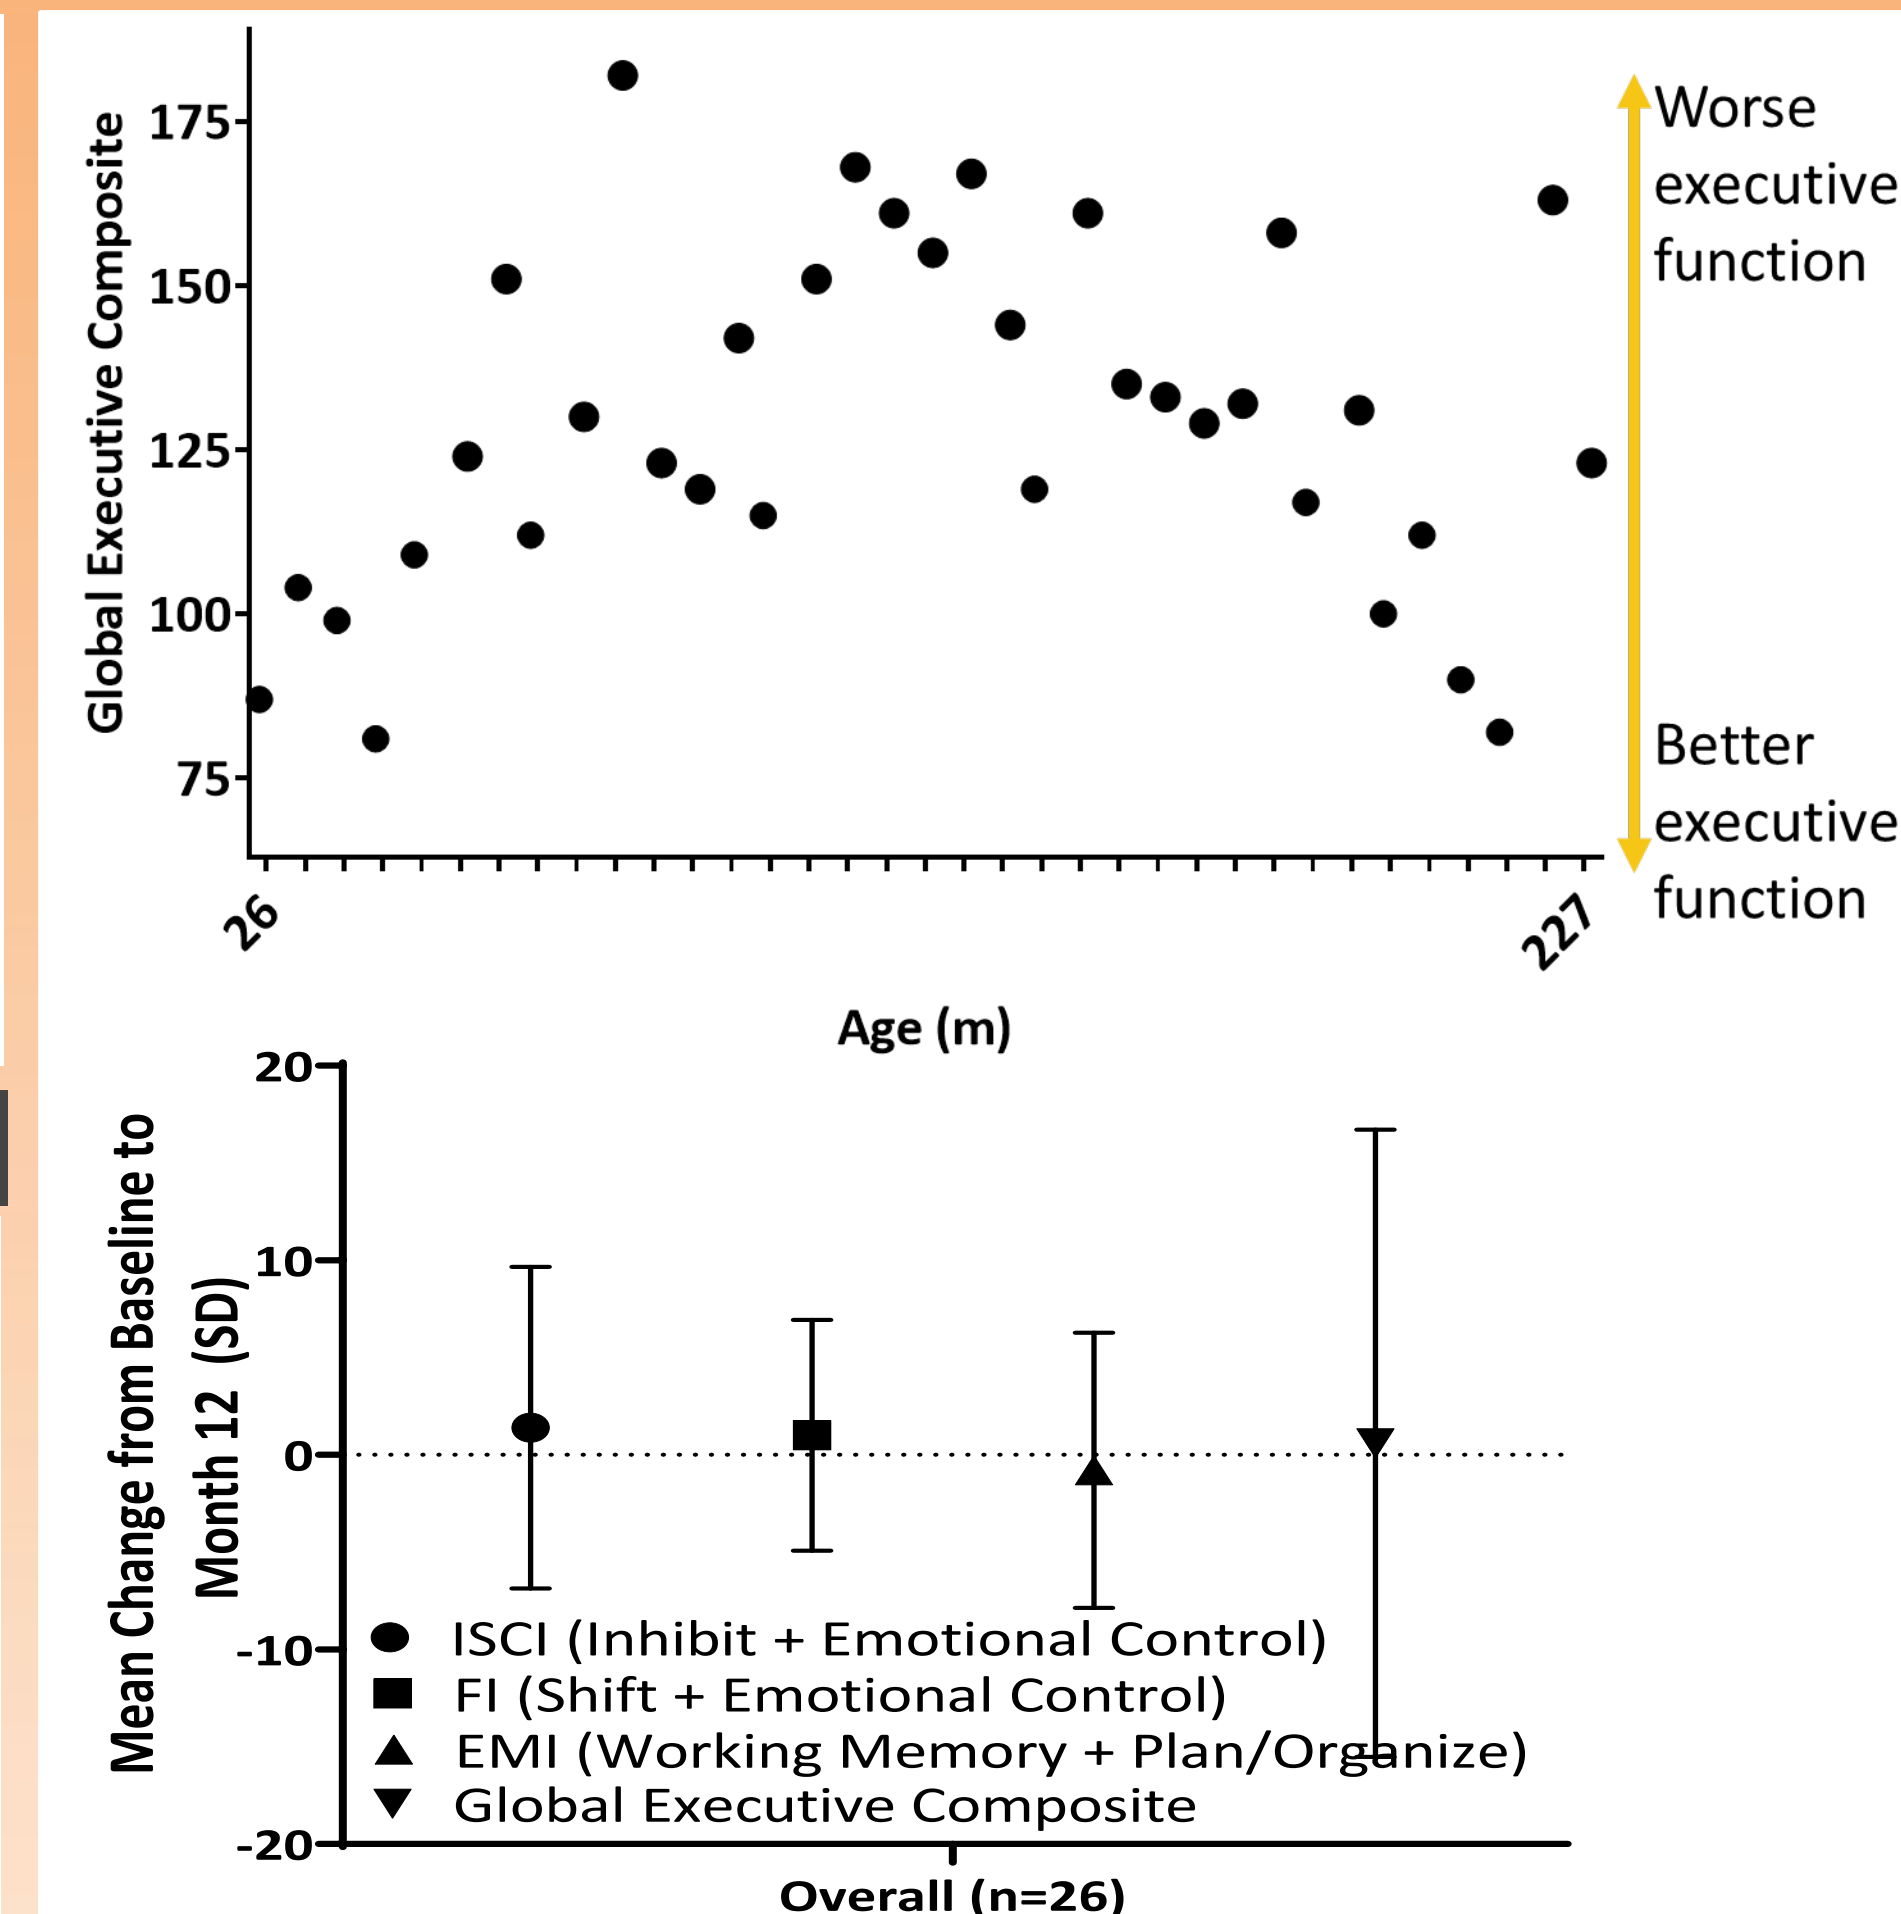 Global Executive Composite
175
150
125
100
75
26
227
Age (m)
Worse
executive
function
Better
executive
function
Mean Change from Baseline to
Month 12 (SD)
20
10
0
-10
-20
ISCI (Inhibit + Emotional Control)
FI (Shift + Emotional Control)
EMI (Working Memory + Plan/Organize)
Global Executive Composite
Overall (n=26)